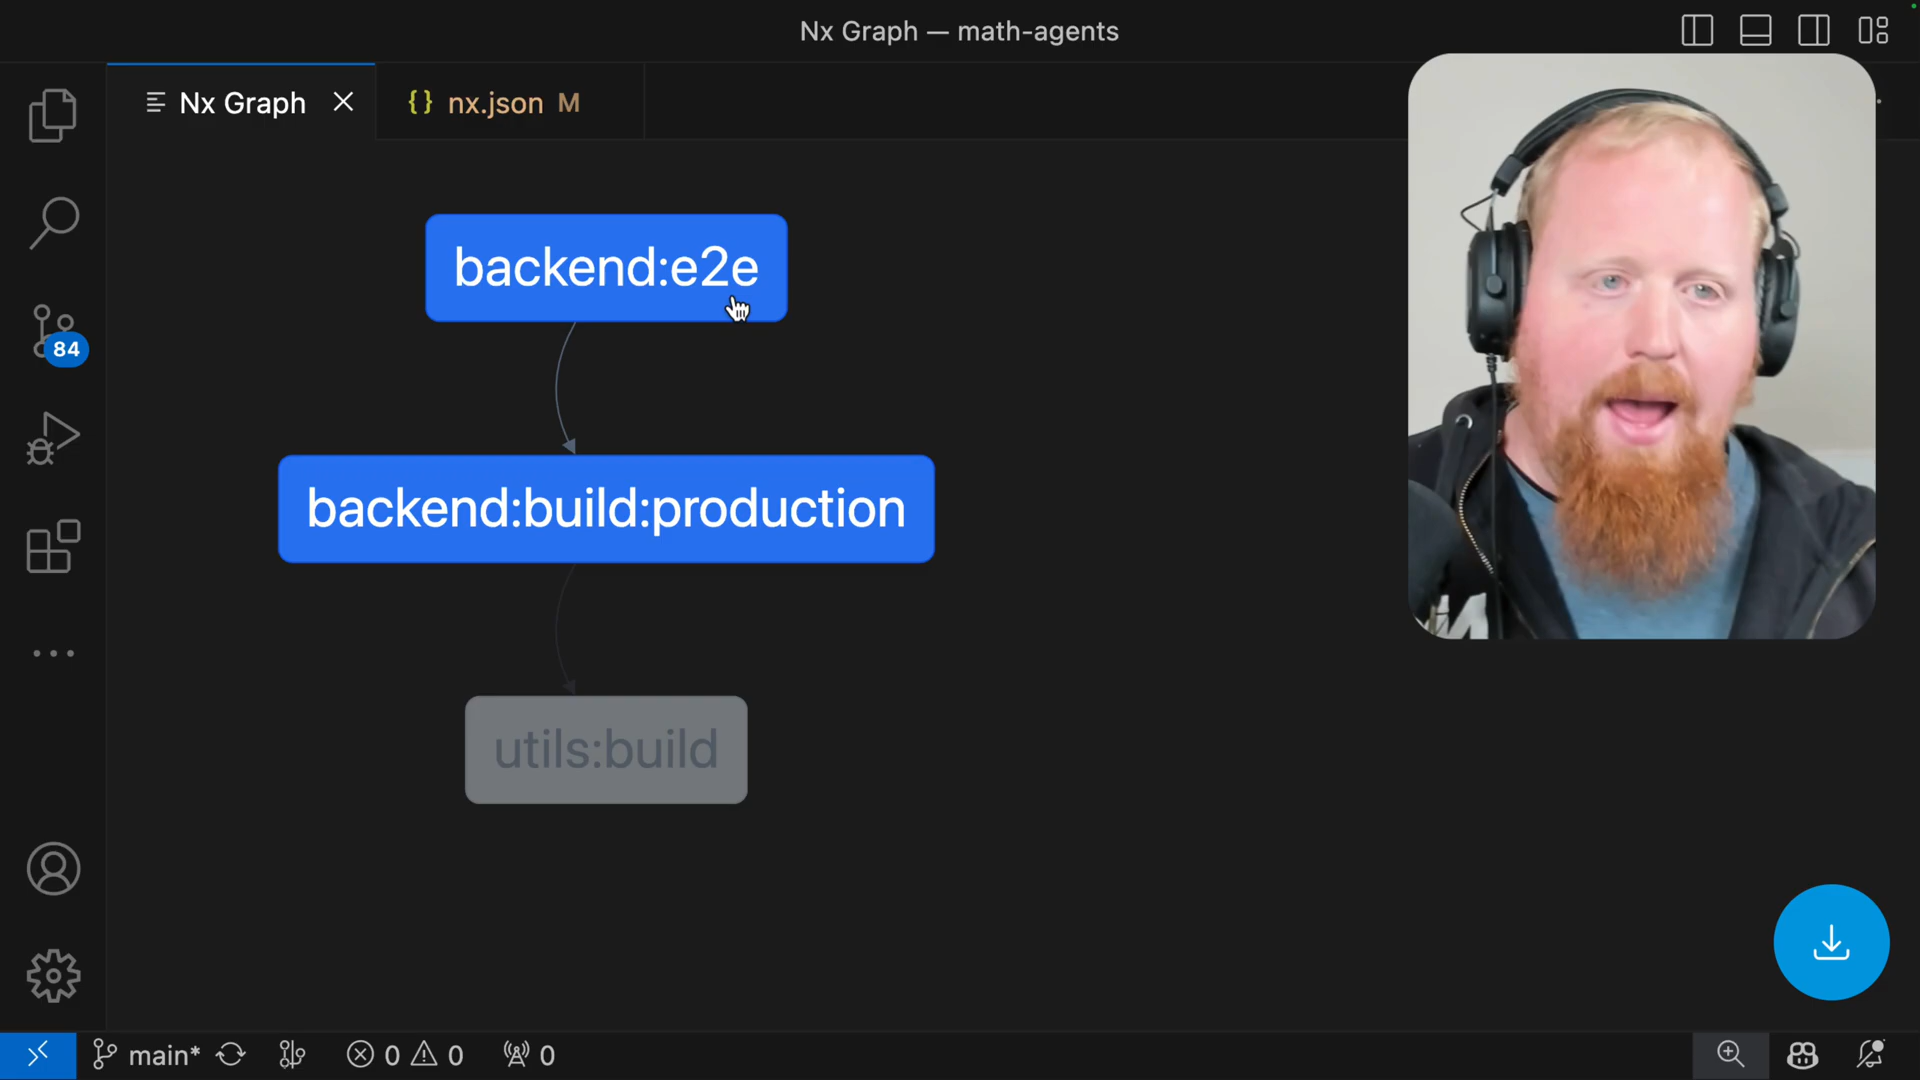 Nx Graph — math-agents
Nx Graph
nx.json M
backend:e2e
84
backend:build:production
utils:build
main* 0 0 0